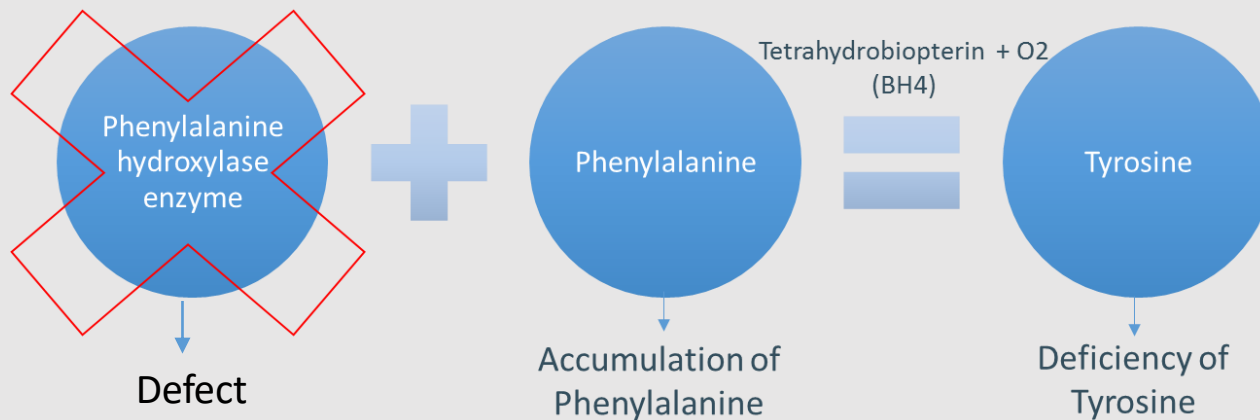 Phenylalanine
hydroxylase
enzyme
Phenylalanine
Tetrahydrobiopterin + O2
(BH4)
Tyrosine
Defect
Accumulation of
Phenylalanine
Deficiency of
Tyrosine